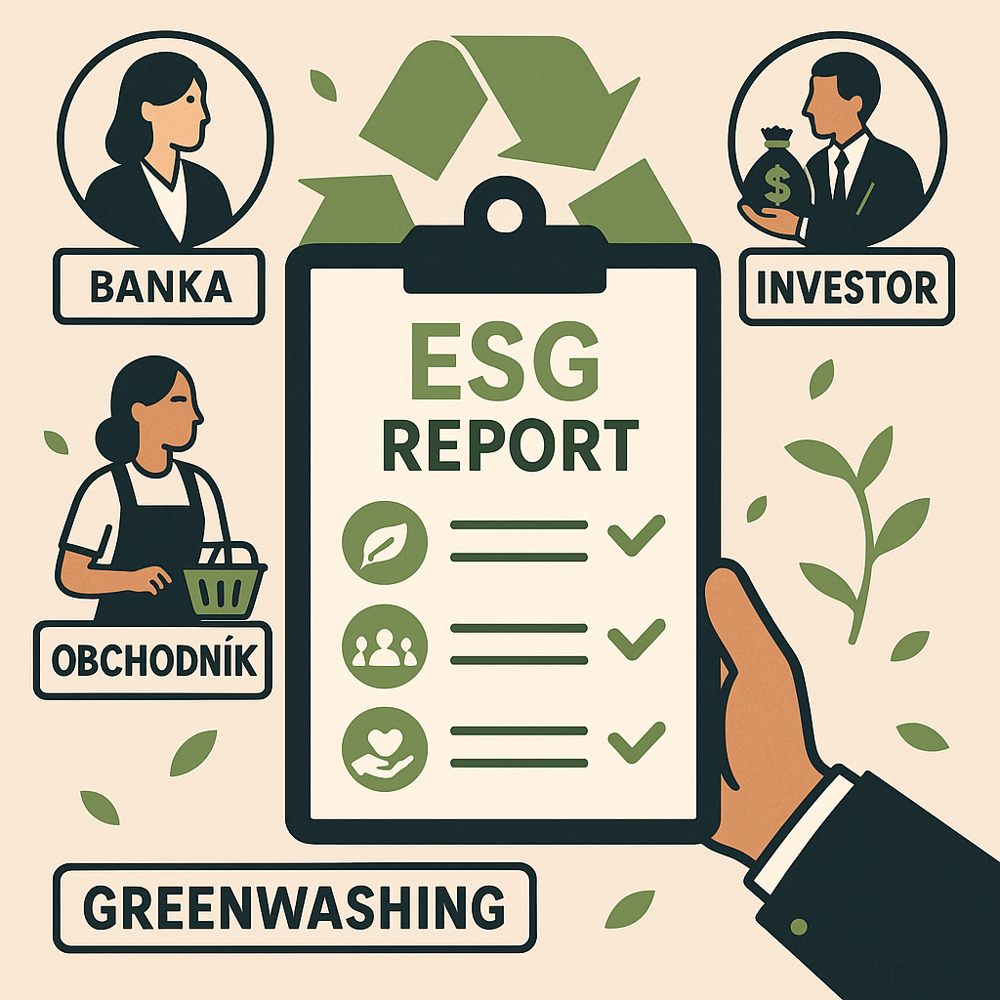 BANKA
INVESTOR
ESG
REPORT
OBCHODNÍK
GREENWASHING
$